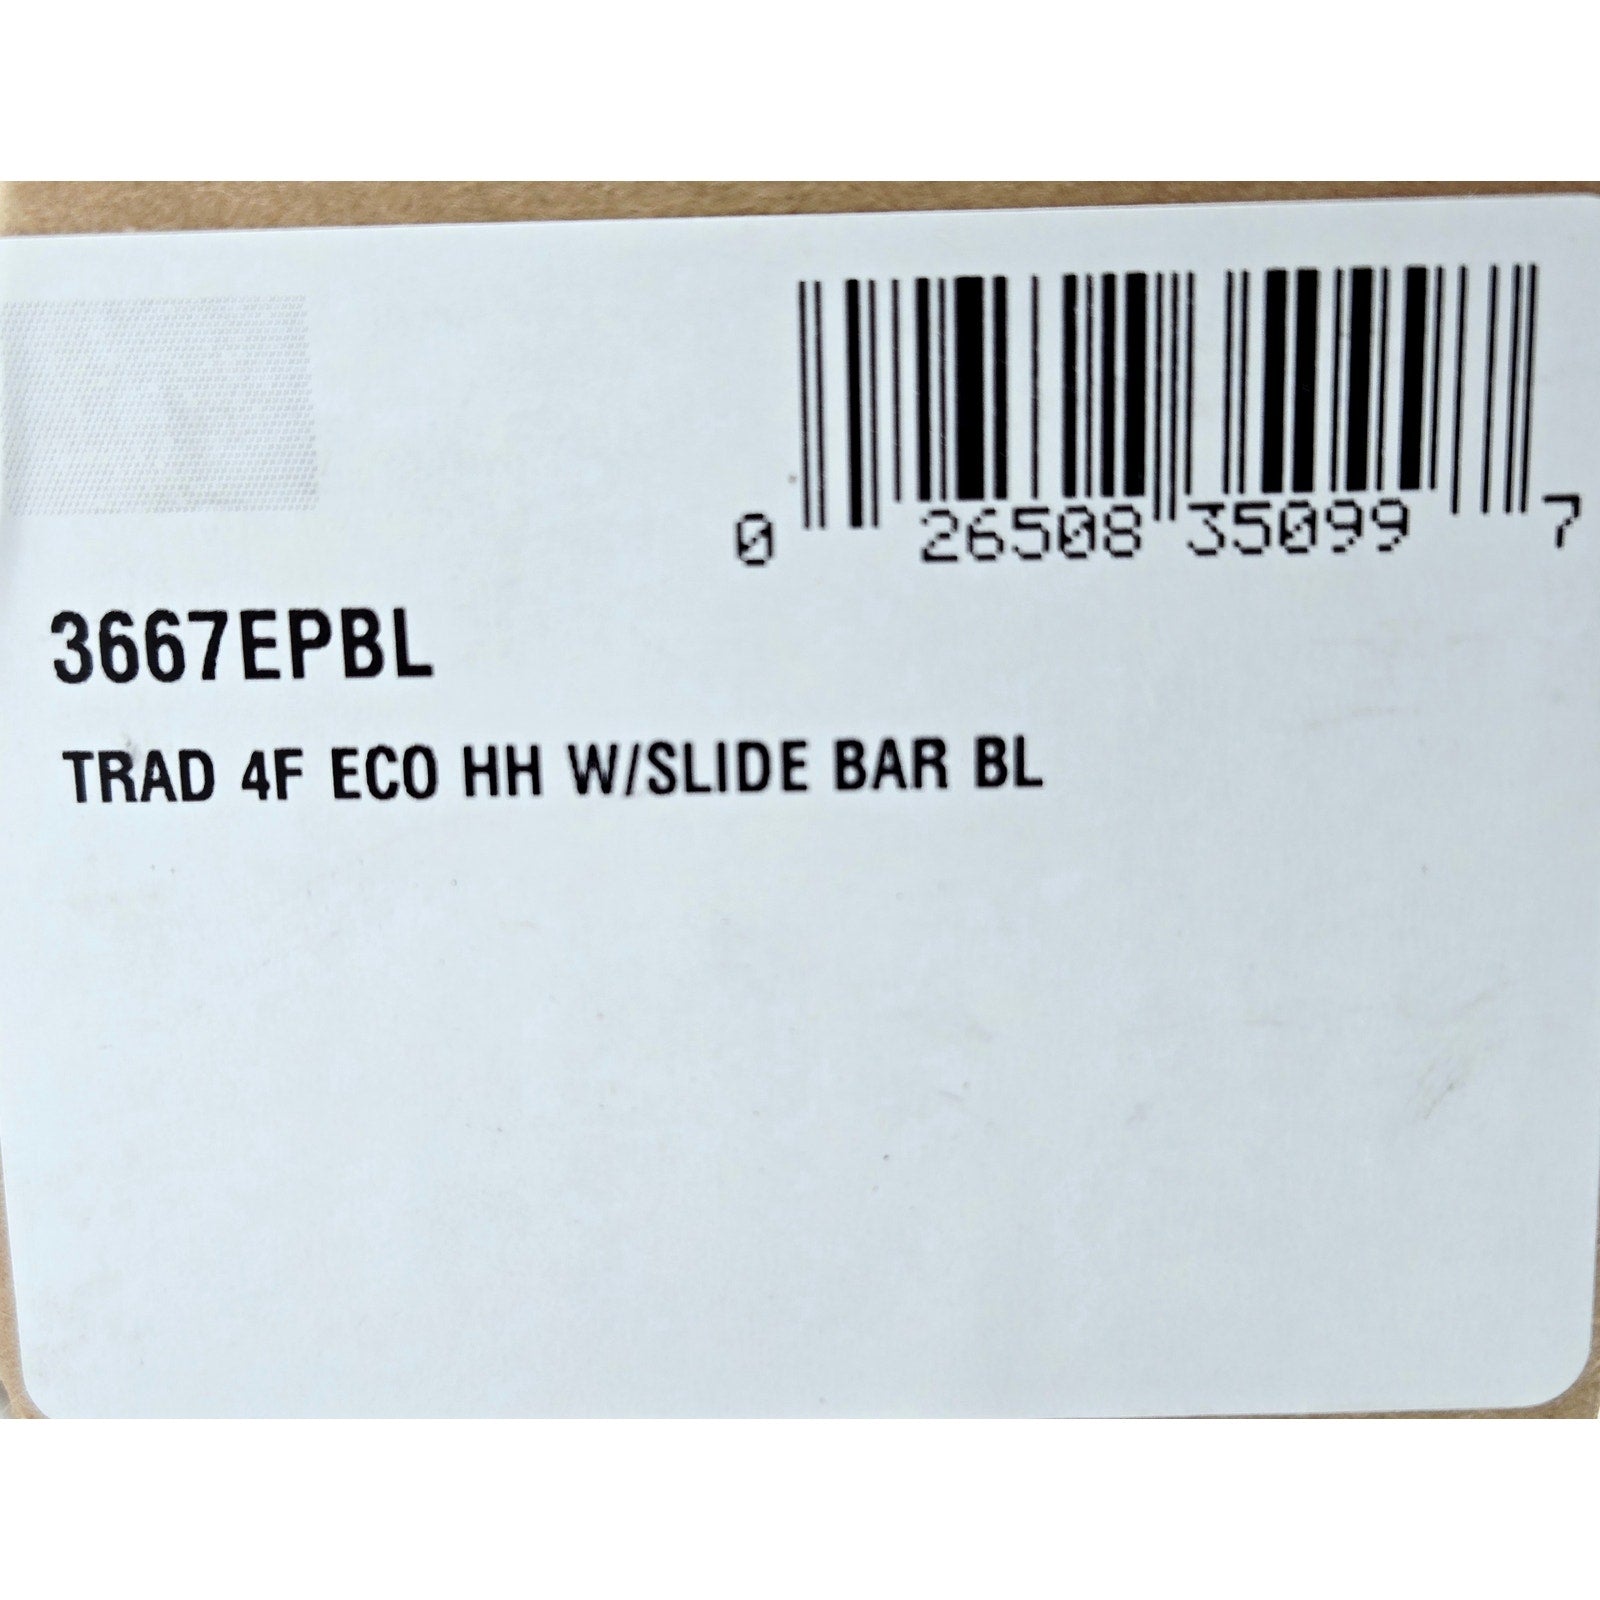 0 26508 35099 7
3667EPBL
TRAD 4F ECO HH W/SLIDE BAR BL